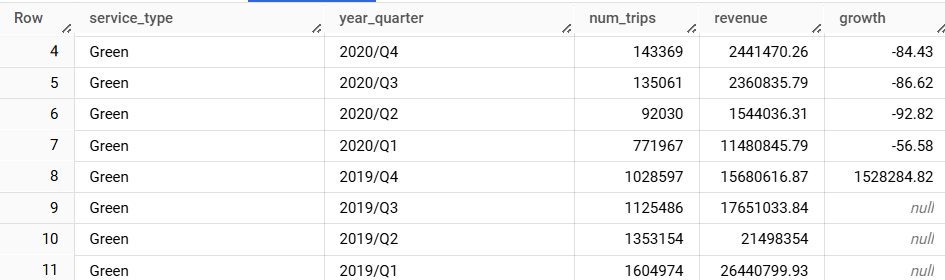 Row service_type year_quarter num_trips revenue growth
4 Green 2020/Q4 143369 2441470.26 -84.43
5 Green 2020/Q3 135061 2360835.79 -86.62
6 Green 2020/Q2 92030 1544036.31 -92.82
7 Green 2020/Q1 771967 11480845.79 -56.58
8 Green 2019/Q4 1028597 15680616.87 1528284.82
9 Green 2019/Q3 1125486 17651033.84 null
10 Green 2019/Q2 1353154 21498354 null
11 Green 2019/Q1 1604974 26440799.93 null